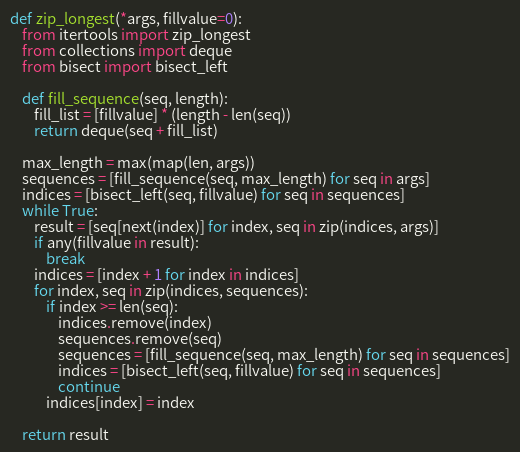 def zip_longest(*args, fillvalue=0):
    from itertools import zip_longest
    from collections import deque
    from bisect import bisect_left

    def fill_sequence(seq, length):
        fill_list = [fillvalue] * (length - len(seq))
        return deque(seq + fill_list)

    max_length = max(map(len, args))
    sequences = [fill_sequence(seq, max_length) for seq in args]
    indices = [bisect_left(seq, fillvalue) for seq in sequences]
    while True:
        result = [seq[next(index)] for index, seq in zip(indices, args)]
        if any(fillvalue in result):
            break
        indices = [index + 1 for index in indices]
        for index, seq in zip(indices, sequences):
            if index >= len(seq):
                indices.remove(index)
                sequences.remove(seq)
                sequences = [fill_sequence(seq, max_length) for seq in sequences]
                indices = [bisect_left(seq, fillvalue) for seq in sequences]
                continue
            indices[index] = index

    return result